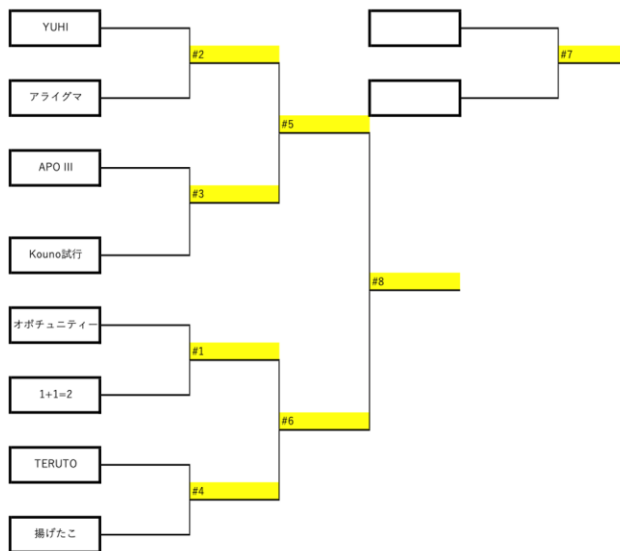 YUHI
アライグマ
APO III
Kouno試行
オポチュニティー
1+1=2
TERUTO
揚げたこ
#2
#3
#1
#4
#5
#6
#8
#7